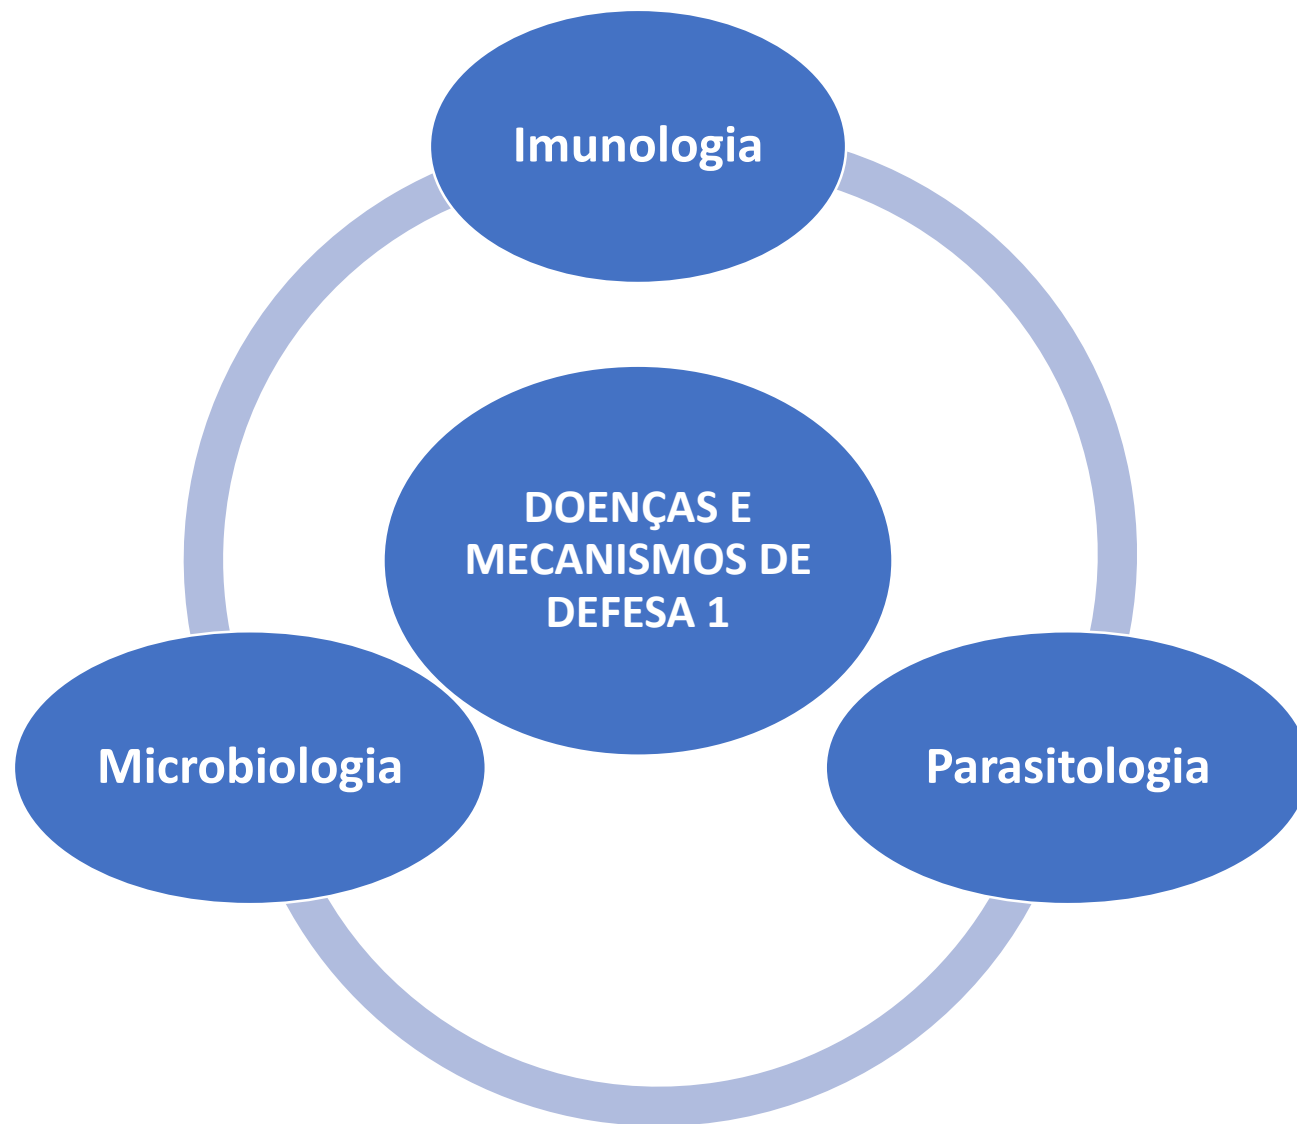 Imunologia
DOENÇAS E
MECANISMOS DE
DEFESA 1
Microbiologia
Parasitologia